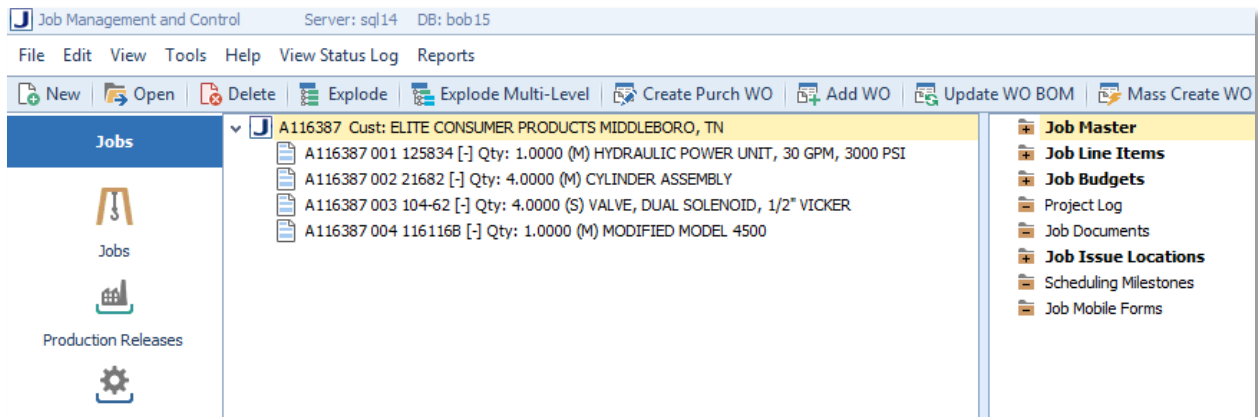 Job Management and Control Server: sql14 DB: bob15
File Edit View Tools Help View Status Log Reports
New Open Delete Explode Explode Multi-Level Create Purch WO Add WO Update WO BOM Mass Create WO
Jobs
Jobs
Production Releases
A116387 Cust: ELITE CONSUMER PRODUCTS MIDDLEBORO, TN
A116387 001 125834 [-] Qty: 1.0000 (M) HYDRAULIC POWER UNIT, 30 GPM, 3000 PSI
A116387 002 21682 [-] Qty: 4.0000 (M) CYLINDER ASSEMBLY
A116387 003 104-62 [-] Qty: 4.0000 (S) VALVE, DUAL SOLENOID, 1/2" VICKER
A116387 004 116116B [-] Qty: 1.0000 (M) MODIFIED MODEL 4500
Job Master
Job Line Items
Job Budgets
Project Log
Job Documents
Job Issue Locations
Scheduling Milestones
Job Mobile Forms